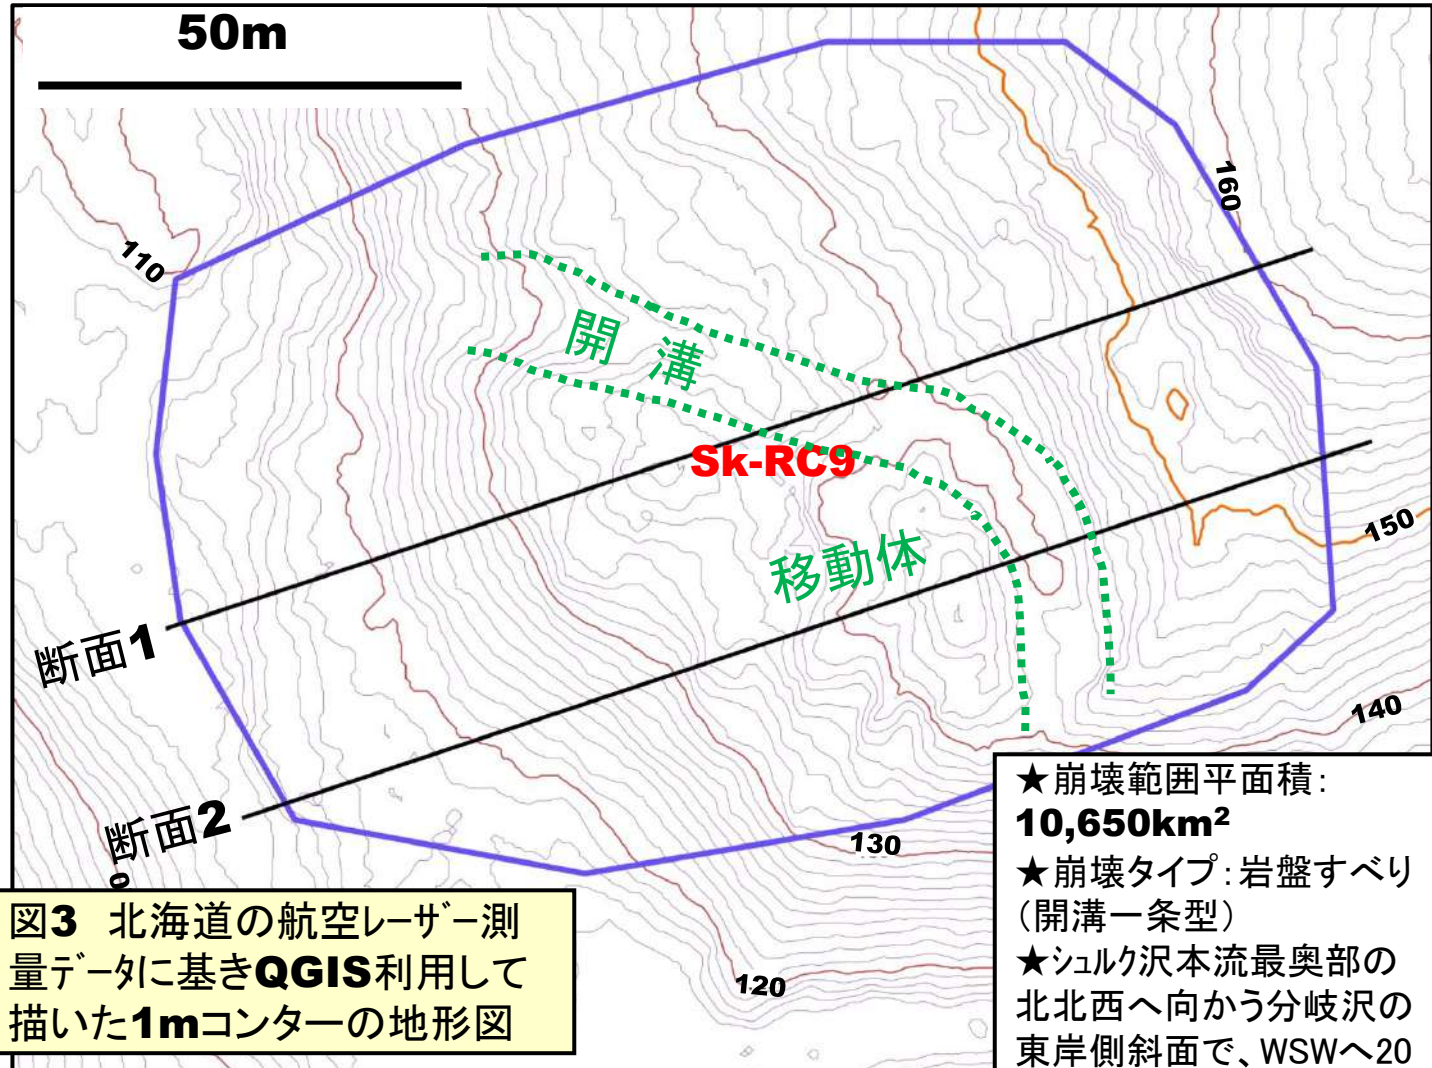 50m
110
160
開 溝
Sk-RC9
移動体
150
140
断面1
断面2
130
120
0
★崩壊範囲平面積:
10,650km²
★崩壊タイプ:岩盤すべり
(開溝一条型)
★シュルク沢本流最奥部の
北北西へ向かう分岐沢の
東岸側斜面で、WSWへ20
図3 北海道の航空レーザー測
量データに基きQGIS利用して
描いた1mコンターの地形図